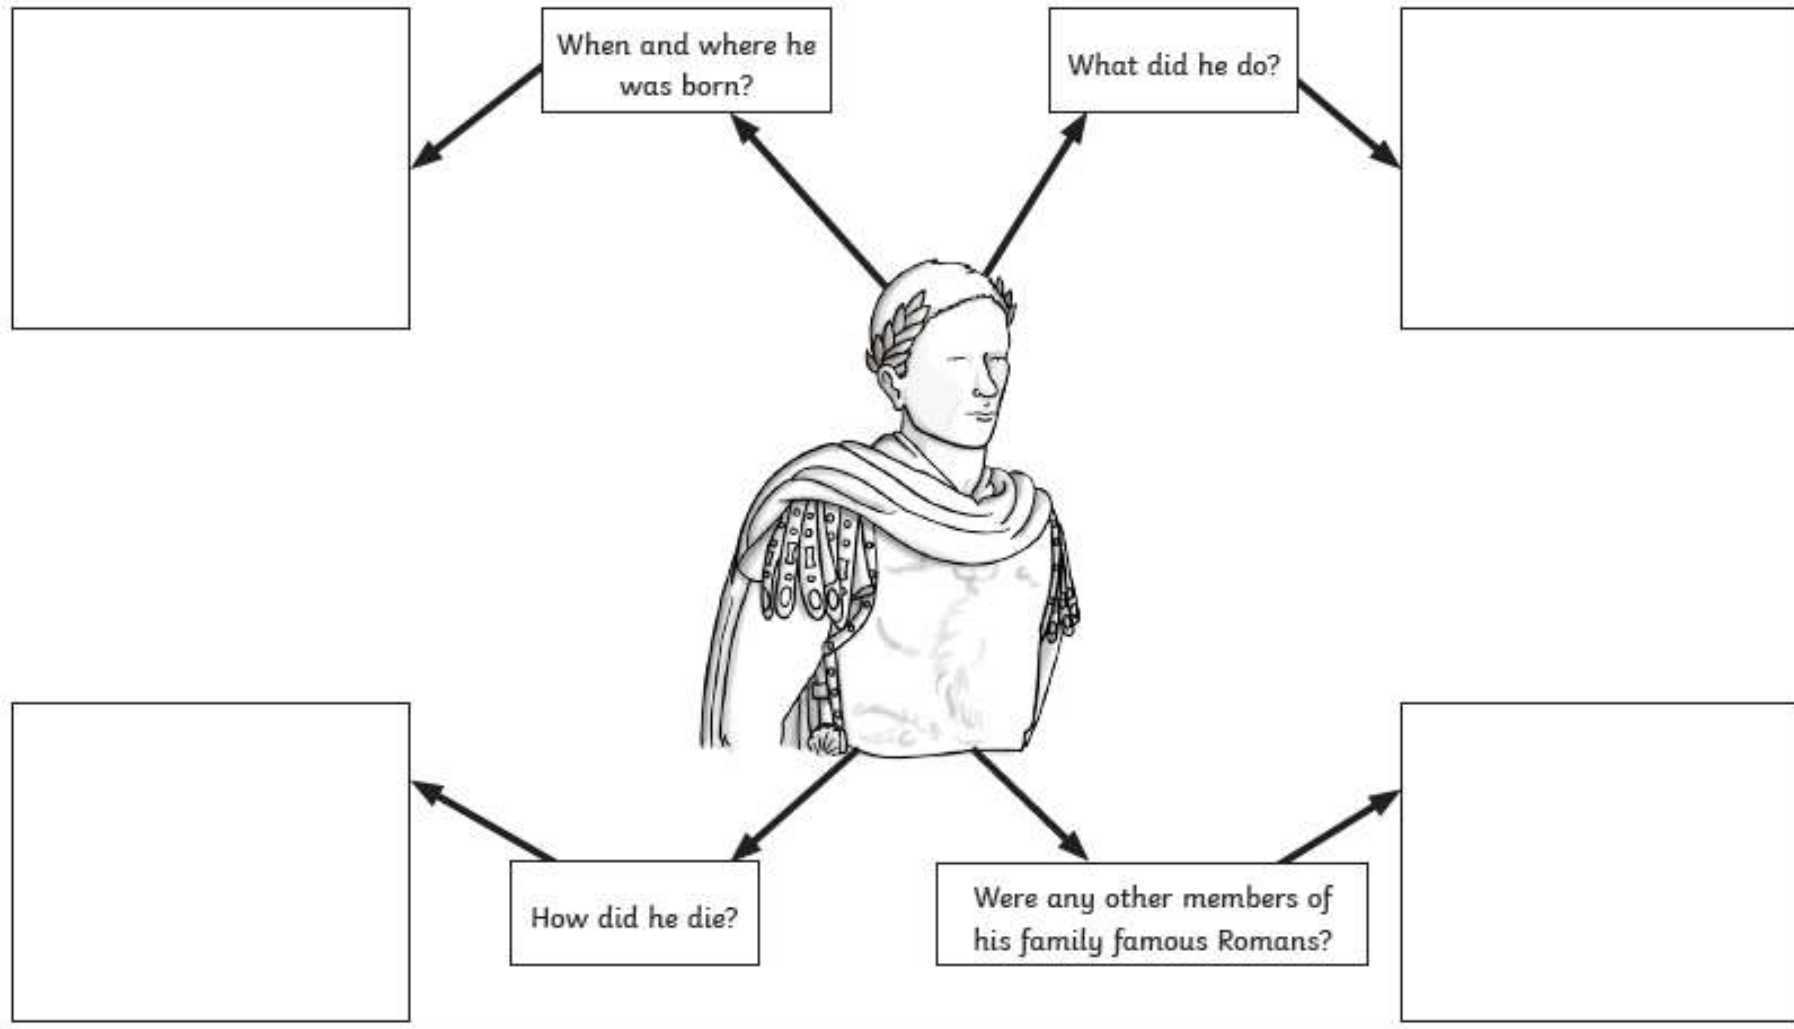 When and where he
was born?
What did he do?
How did he die?
Were any other members of
his family famous Romans?